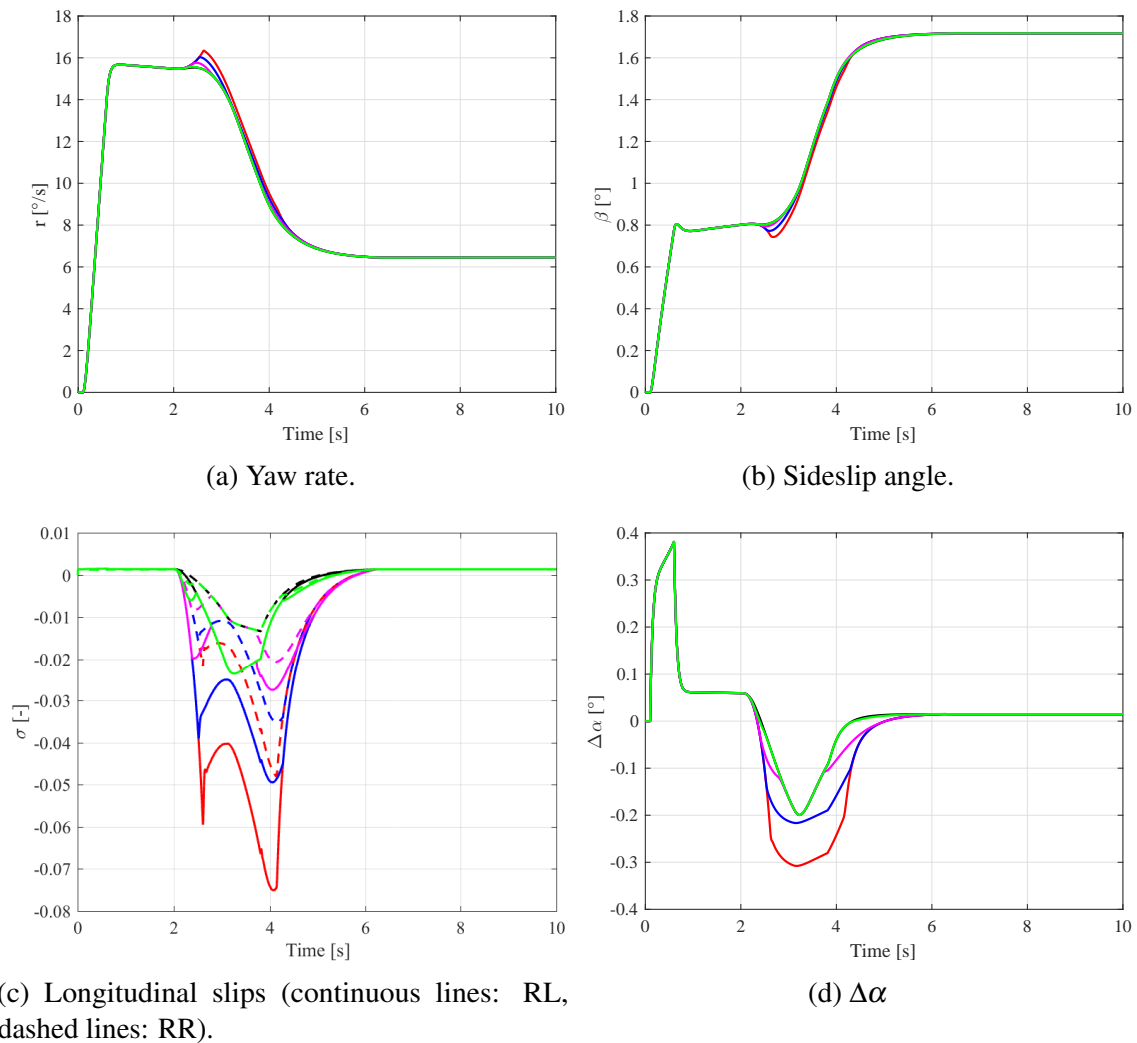 18
16
14
12
10
8
6
4
2
0
r [°/s]
0 2 4 6 8 10
Time [s]
(a) Yaw rate.
1.8
1.6
1.4
1.2
1
0.8
0.6
0.4
0.2
0
β [°]
0 2 4 6 8 10
Time [s]
(b) Sideslip angle.
0.01
0
-0.01
-0.02
-0.03
-0.04
-0.05
-0.06
-0.07
-0.08
σ [-]
0 2 4 6 8 10
Time [s]
(c) Longitudinal slips (continuous lines: RL,
dashed lines: RR).
0.4
0.3
0.2
0.1
0
-0.1
-0.2
-0.3
-0.4
Δα [°]
0 2 4 6 8 10
Time [s]
(d) Δα